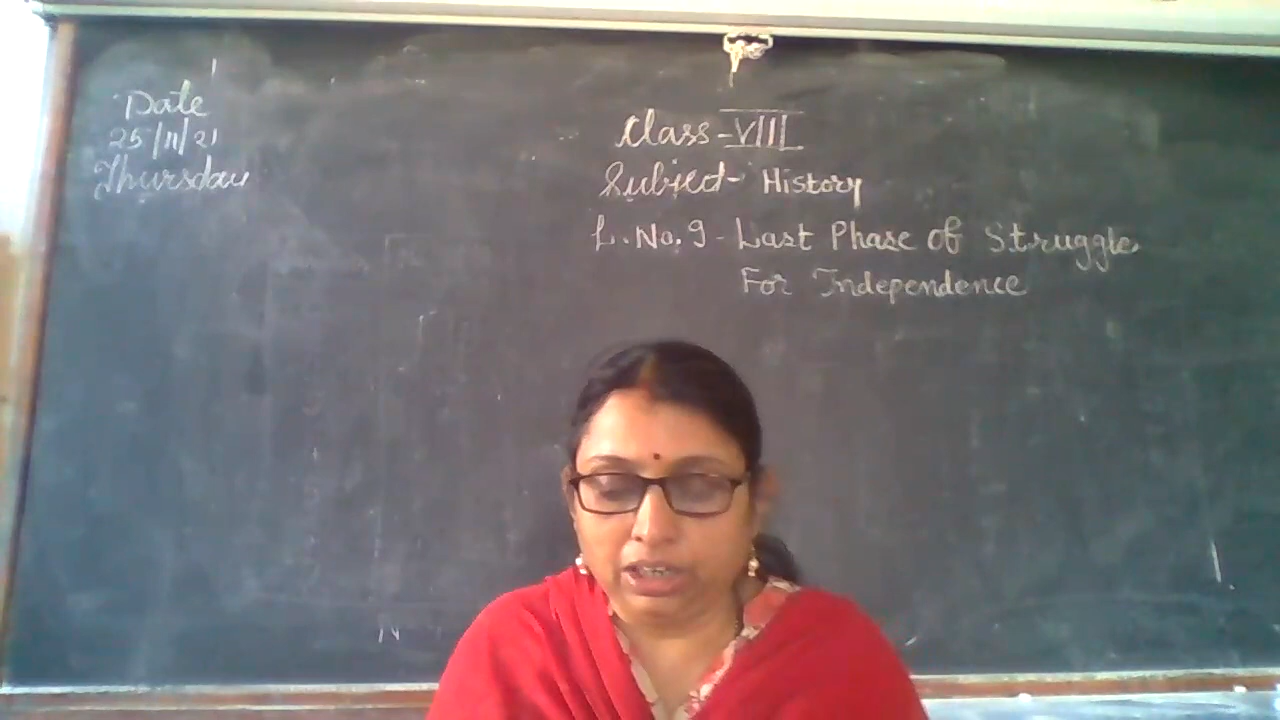 Date
25/11/21
Thursday
Class - VIII
Subject - History
L. No. 9 - Last Phase of Struggle
For Independence